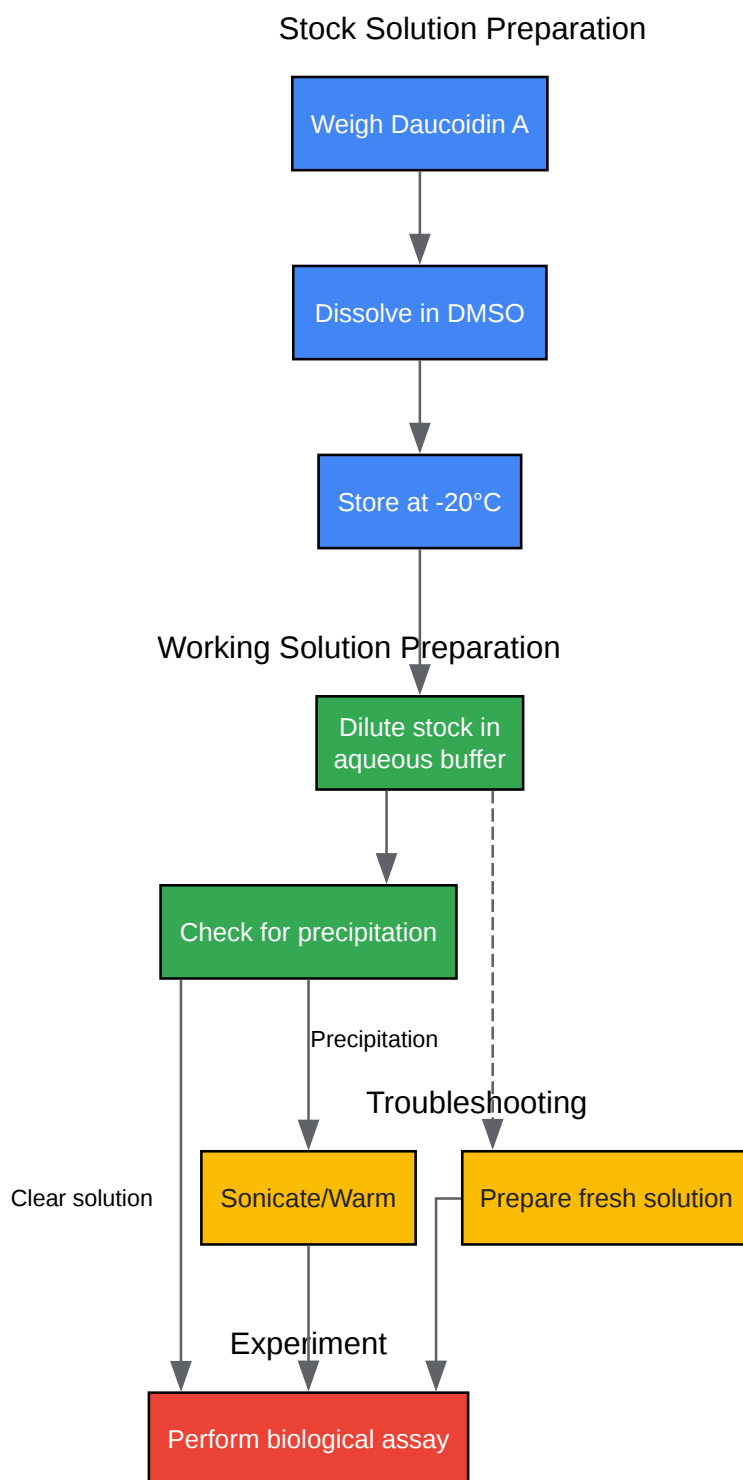 Stock Solution Preparation
Weigh Daucoidin A
Dissolve in DMSO
Store at -20°C
Working Solution Preparation
Dilute stock in
aqueous buffer
Check for precipitation
Precipitation
Troubleshooting
Clear solution
Sonicate/Warm
Prepare fresh solution
Experiment
Perform biological assay